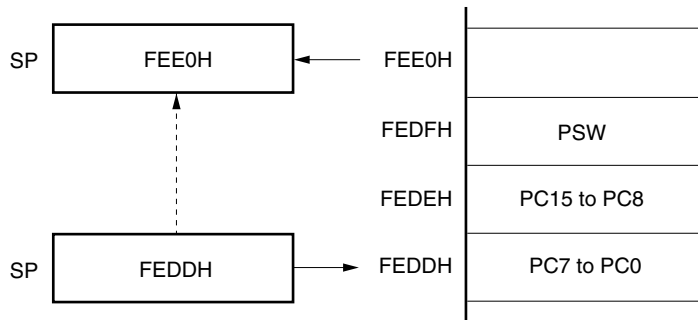 SP FEE0H FEE0H
FEDFH PSW
FEDEH PC15 to PC8
SP FEDDH FEDDH PC7 to PC0